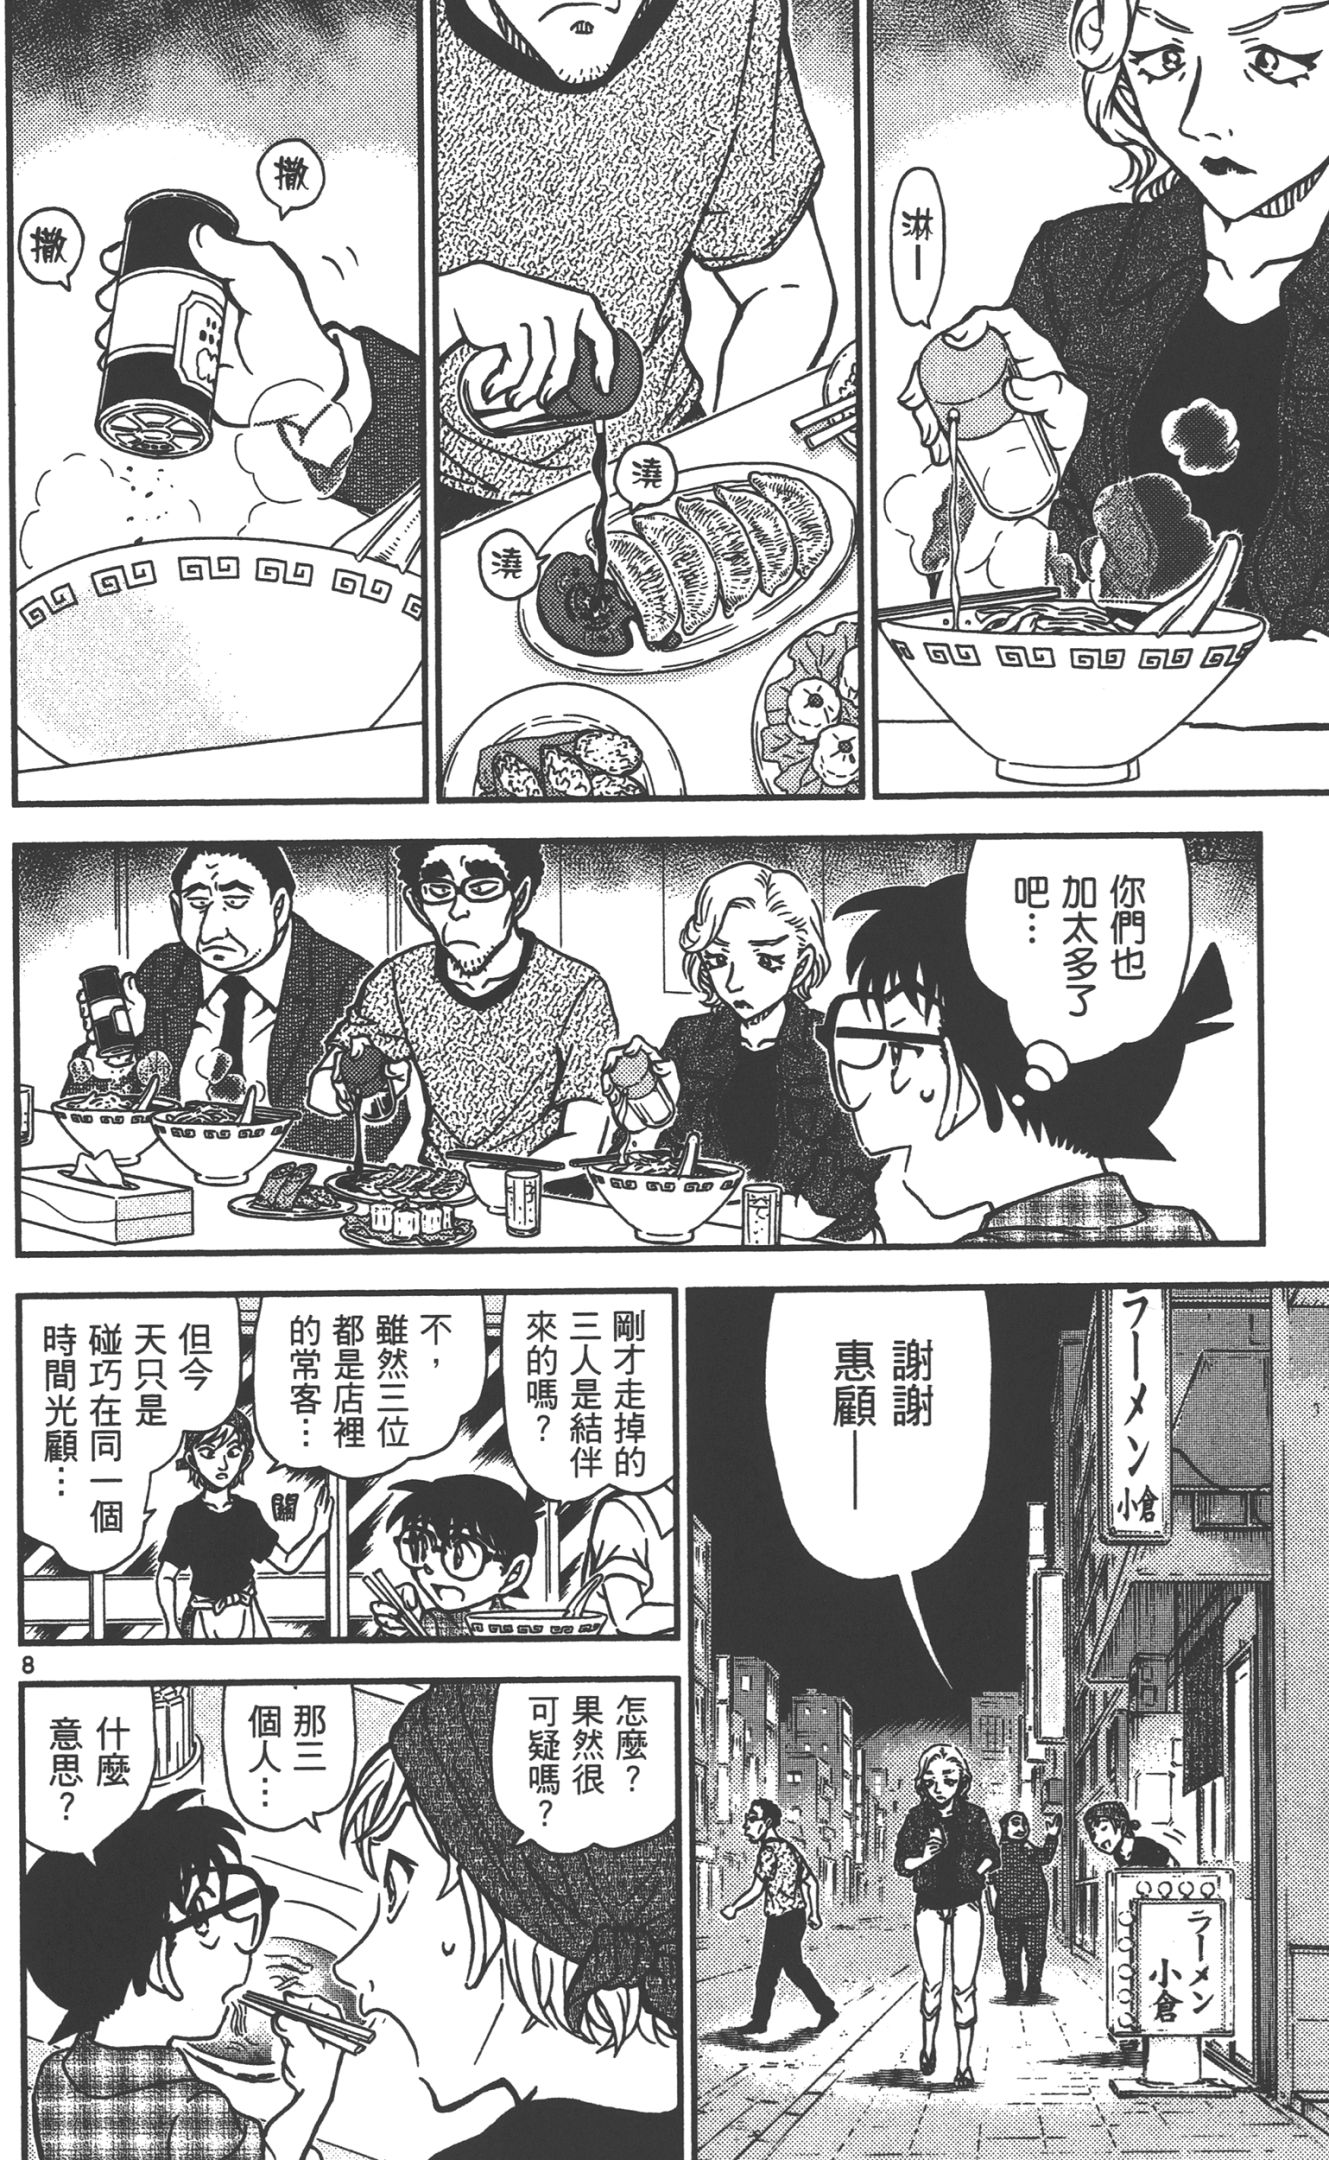 淋—
澆
澆
撒
撒
你們也
加太多了
吧…
謝謝
惠顧——
ラーメン
小倉
ラーメン
小倉
剛才走掉的
三人是結伴
來的嗎？
不，
雖然三位
都是店裡
的常客…
但今
天只是
碰巧在同一個
時間光顧…
關
怎麼？
果然很
可疑嗎？
那三
個人…
什麼
意思？
8